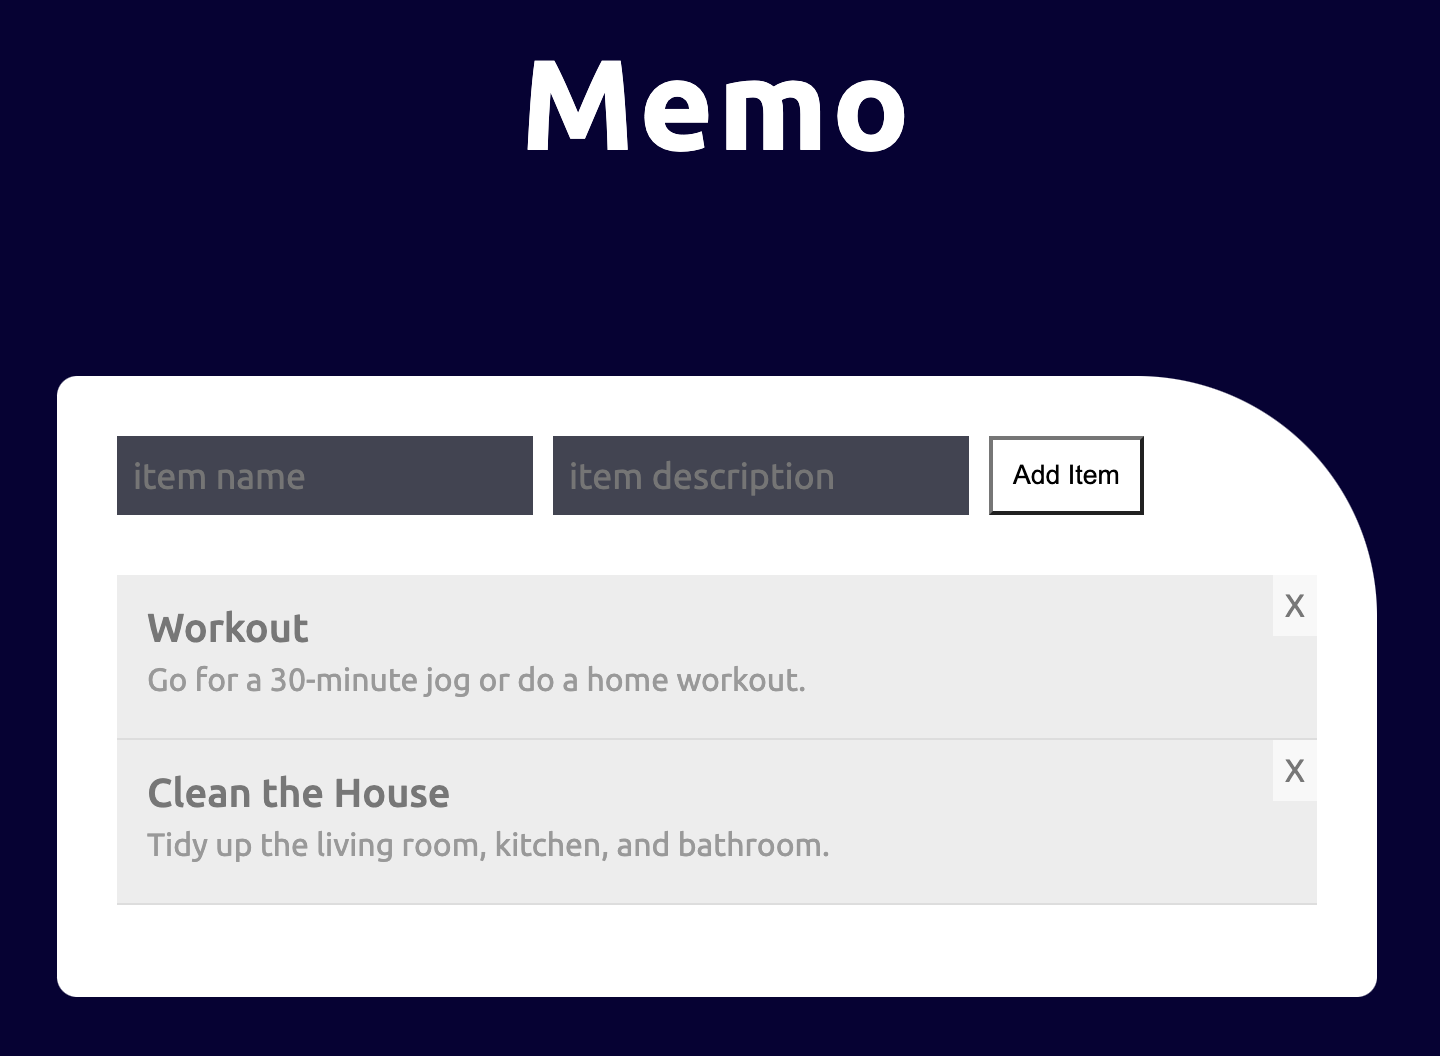 Memo
item name
item description
Add Item
Workout
X
Go for a 30-minute jog or do a home workout.
Clean the House
X
Tidy up the living room, kitchen, and bathroom.